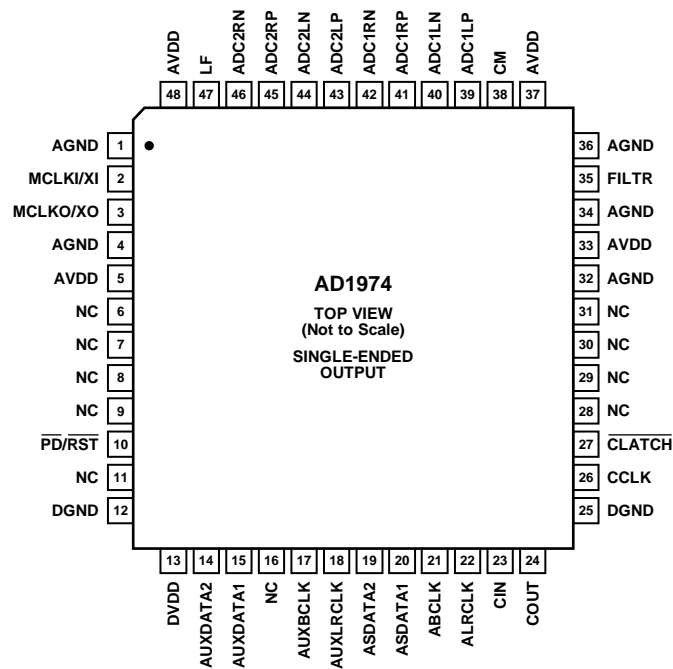 AVDD
LF
ADC2RN
ADC2RP
ADC2LN
ADC2LP
ADC1RN
ADC1RP
ADC1LN
ADC1LP
CM
AVDD
48 47 46 45 44 43 42 41 40 39 38 37
AGND 1
MCLKI/XI 2
MCLKO/XO 3
AGND 4
AVDD 5
NC 6
NC 7
NC 8
NC 9
PD/RST 10
NC 11
DGND 12
AD1974
TOP VIEW
(Not to Scale)
SINGLE-ENDED
OUTPUT
36 AGND
35 FILTR
34 AGND
33 AVDD
32 AGND
31 NC
30 NC
29 NC
28 NC
27 CLATCH
26 CCLK
25 DGND
13 14 15 16 17 18 19 20 21 22 23 24
DVDD
AUXDATA2
AUXDATA1
NC
AUXBCLK
AUXLRCLK
ASDATA2
ASDATA1
ABCLK
ALRCLK
CIN
COUT